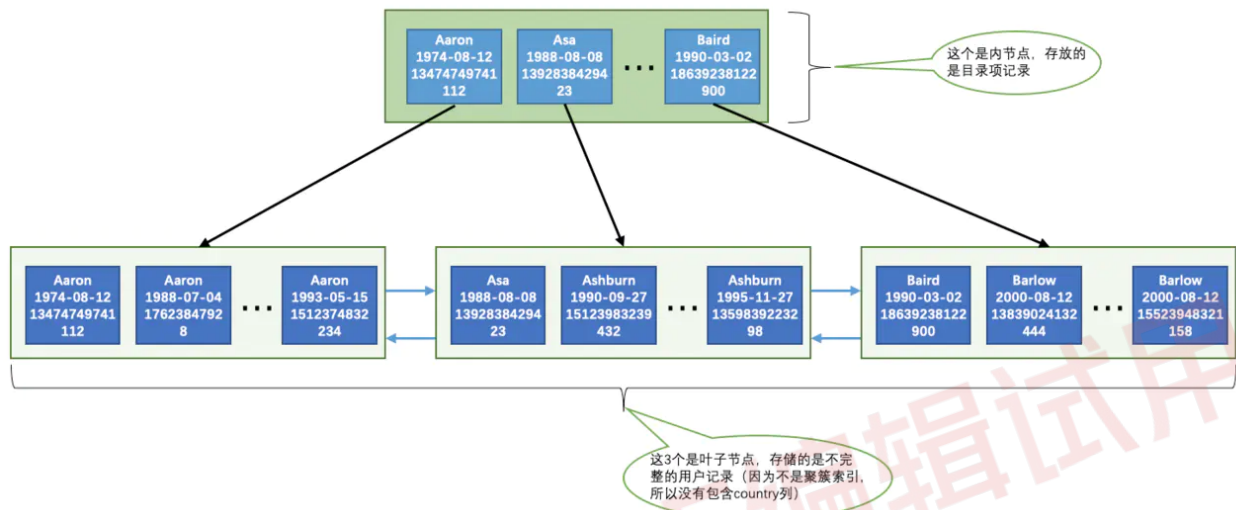 Aaron
1974-08-12
13474749741
112
Asa
1988-08-08
13928384294
23
...
Baird
1990-03-02
18639238122
900
这个是内节点，存放的
是目录项记录
Aaron
1974-08-12
13474749741
112
Aaron
1988-07-04
1762384792
8
...
Aaron
1993-05-15
1512374832
234
Asa
1988-08-08
13928384294
23
Ashburn
1990-09-27
15123983239
432
...
Ashburn
1995-11-27
13598392232
98
Baird
1990-03-02
18639238122
900
Barlow
2000-08-12
13839024132
444
...
Barlow
2000-08-12
15523948321
158
这3个是叶子节点，存储的是不完
整的用户记录（因为不是聚簇索引，
所以没有包含country列）
编辑试用